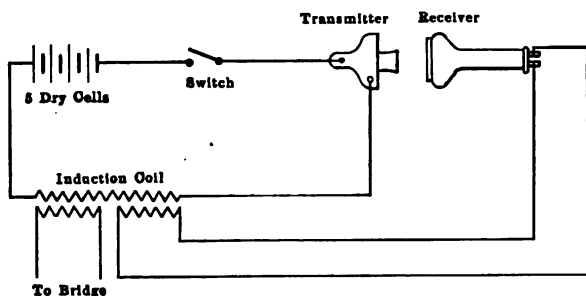 Transmitter
Receiver
5 Dry Cells
Switch
Induction Coil
To Bridge